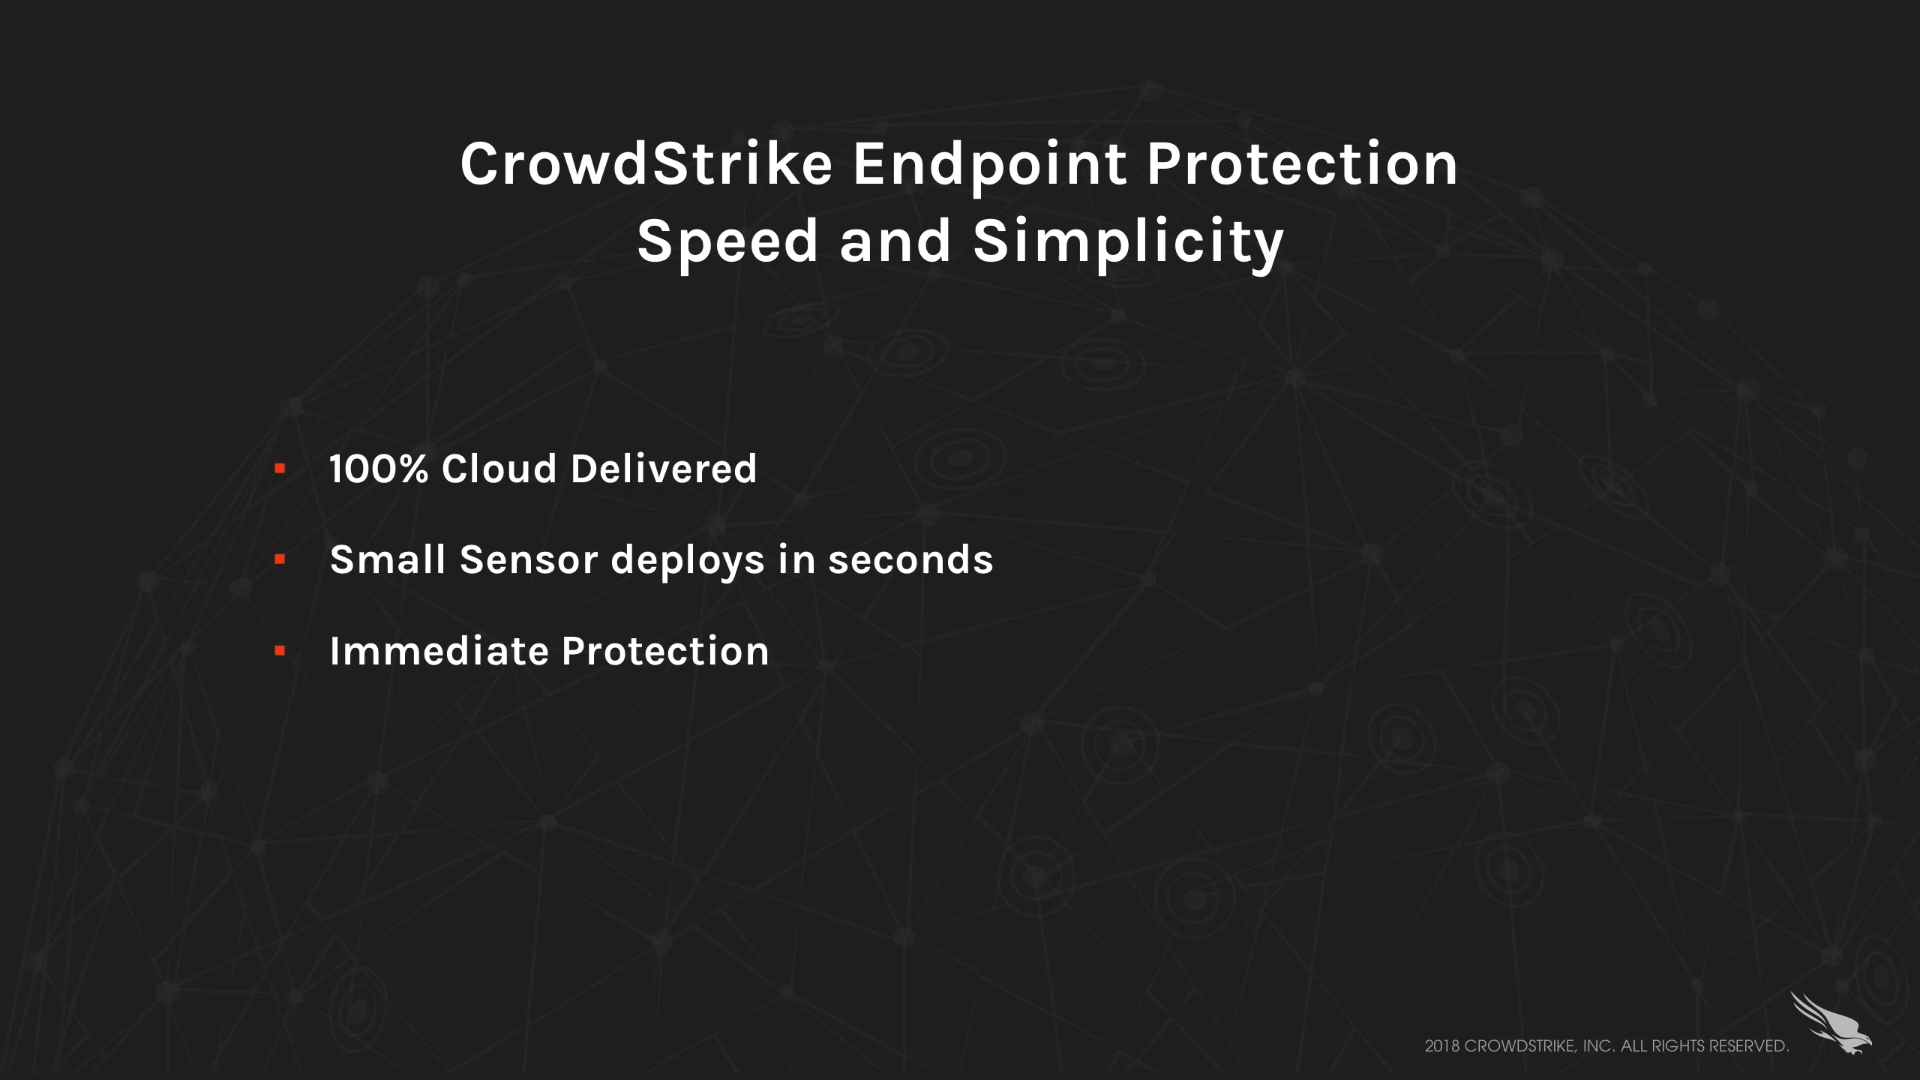 CrowdStrike Endpoint Protection
Speed and Simplicity
100% Cloud Delivered
Small Sensor deploys in seconds
Immediate Protection
2018 CROWDSTRIKE, INC. ALL RIGHTS RESERVED.